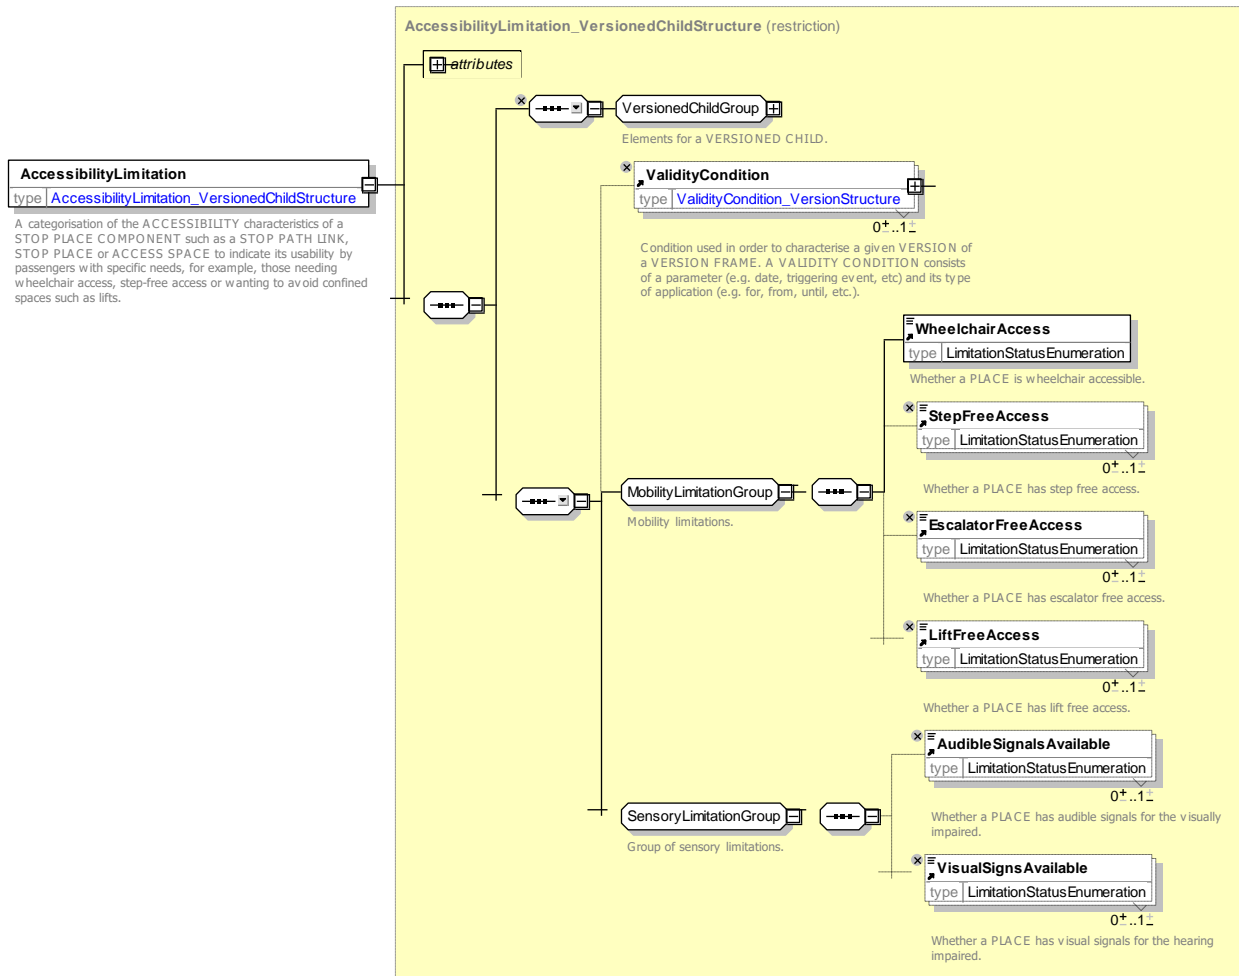 AccessibilityLimitation_VersionedChildStructure (restriction)
attributes
VersionedChildGroup
Elements for a VERSIONED CHILD.
AccessibilityLimitation
type AccessibilityLimitation_VersionedChildStructure
A categorisation of the ACCESSIBILITY characteristics of a
STOP PLACE COMPONENT such as a STOP PATH LINK,
STOP PLACE or ACCESS SPACE to indicate its usability by
passengers with specific needs, for example, those needing
wheelchair access, step-free access or wanting to avoid confined
spaces such as lifts.
ValidityCondition
type ValidityCondition_VersionStructure
0..1
Condition used in order to characterise a given VERSION of
a VERSION FRAME. A VALIDITY CONDITION consists
of a parameter (e.g. date, triggering event, etc) and its type
of application (e.g. for, from, until, etc.).
WheelchairAccess
type LimitationStatusEnumeration
Whether a PLACE is wheelchair accessible.
StepFreeAccess
type LimitationStatusEnumeration
0..1
Whether a PLACE has step free access.
MobilityLimitationGroup
Mobility limitations.
EscalatorFreeAccess
type LimitationStatusEnumeration
0..1
Whether a PLACE has escalator free access.
LiftFreeAccess
type LimitationStatusEnumeration
0..1
Whether a PLACE has lift free access.
AudibleSignalsAvailable
type LimitationStatusEnumeration
0..1
Whether a PLACE has audible signals for the visually
impaired.
SensoryLimitationGroup
Group of sensory limitations.
VisualSignsAvailable
type LimitationStatusEnumeration
0..1
Whether a PLACE has visual signals for the hearing
impaired.